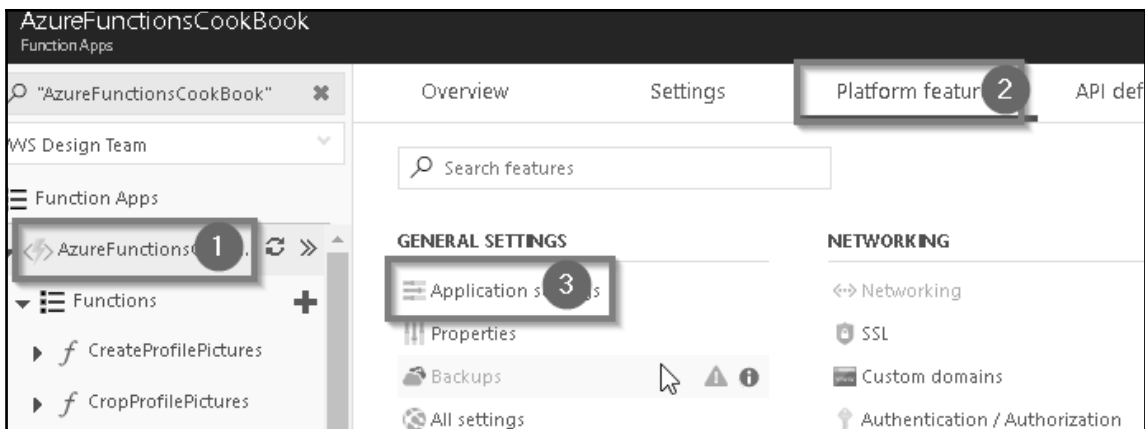 AzureFunctionsCookBook
Function Apps
"AzureFunctionsCookBook"
WS Design Team
Function Apps
AzureFunctions
1
Functions
CreateProfilePictures
CropProfilePictures
Overview
Settings
Platform featur
2
API def
Search features
GENERAL SETTINGS
Application s
3
gs
Properties
Backups
All settings
NETWORKING
Networking
SSL
Custom domains
Authentication / Authorization